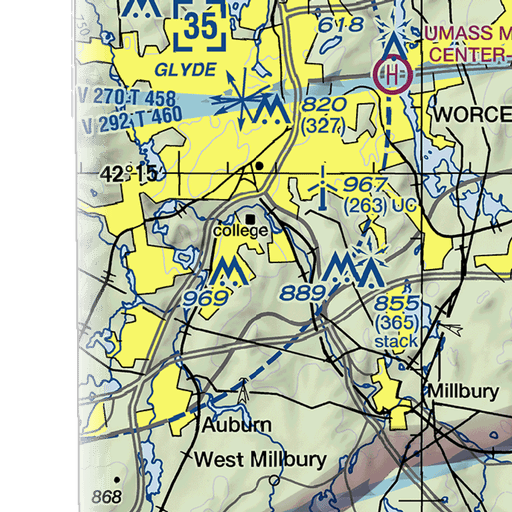 618
35
UMASS M
CENTER
GLYDE
H
V 270 T 458
V 292 T 460
820
(327)
WORCE
42°15
967
(263) UC
college
969
889
855
(365)
stack
Millbury
Auburn
West Millbury
868